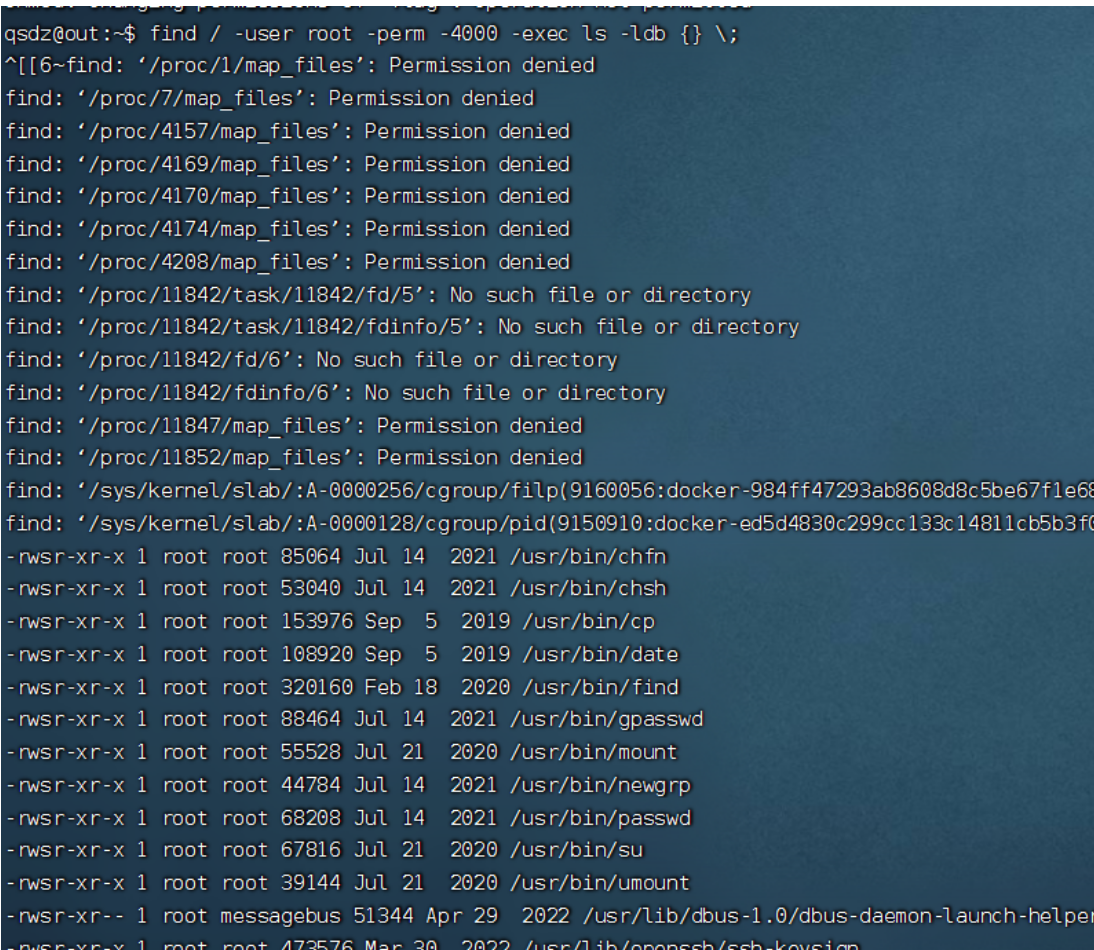 qsdz@out:~$ find / -user root -perm -4000 -exec ls -ldb {} \;
^[[6~find: ‘/proc/1/map_files’: Permission denied
find: ‘/proc/7/map_files’: Permission denied
find: ‘/proc/4157/map_files’: Permission denied
find: ‘/proc/4169/map_files’: Permission denied
find: ‘/proc/4170/map_files’: Permission denied
find: ‘/proc/4174/map_files’: Permission denied
find: ‘/proc/4208/map_files’: Permission denied
find: ‘/proc/11842/task/11842/fd/5’: No such file or directory
find: ‘/proc/11842/task/11842/fdinfo/5’: No such file or directory
find: ‘/proc/11842/fd/6’: No such file or directory
find: ‘/proc/11842/fdinfo/6’: No such file or directory
find: ‘/proc/11847/map_files’: Permission denied
find: ‘/proc/11852/map_files’: Permission denied
find: ‘/sys/kernel/slab/:A-0000256/cgroup/filp(9160056:docker-984ff47293ab8608d8c5be67f1e68
find: ‘/sys/kernel/slab/:A-0000128/cgroup/pid(9150910:docker-ed5d4830c299cc133c14811cb5b3f0
-rwsr-xr-x 1 root root 85064 Jul 14  2021 /usr/bin/chfn
-rwsr-xr-x 1 root root 53040 Jul 14  2021 /usr/bin/chsh
-rwsr-xr-x 1 root root 153976 Sep  5  2019 /usr/bin/cp
-rwsr-xr-x 1 root root 108920 Sep  5  2019 /usr/bin/date
-rwsr-xr-x 1 root root 320160 Feb 18  2020 /usr/bin/find
-rwsr-xr-x 1 root root 88464 Jul 14  2021 /usr/bin/gpasswd
-rwsr-xr-x 1 root root 55528 Jul 21  2020 /usr/bin/mount
-rwsr-xr-x 1 root root 44784 Jul 14  2021 /usr/bin/newgrp
-rwsr-xr-x 1 root root 68208 Jul 14  2021 /usr/bin/passwd
-rwsr-xr-x 1 root root 67816 Jul 21  2020 /usr/bin/su
-rwsr-xr-x 1 root root 39144 Jul 21  2020 /usr/bin/umount
-rwsr-xr-- 1 root messagebus 51344 Apr 29  2022 /usr/lib/dbus-1.0/dbus-daemon-launch-helper
-rwsr-xr-x 1 root root 473576 Mar 30  2022 /usr/lib/openssh/ssh-keysign